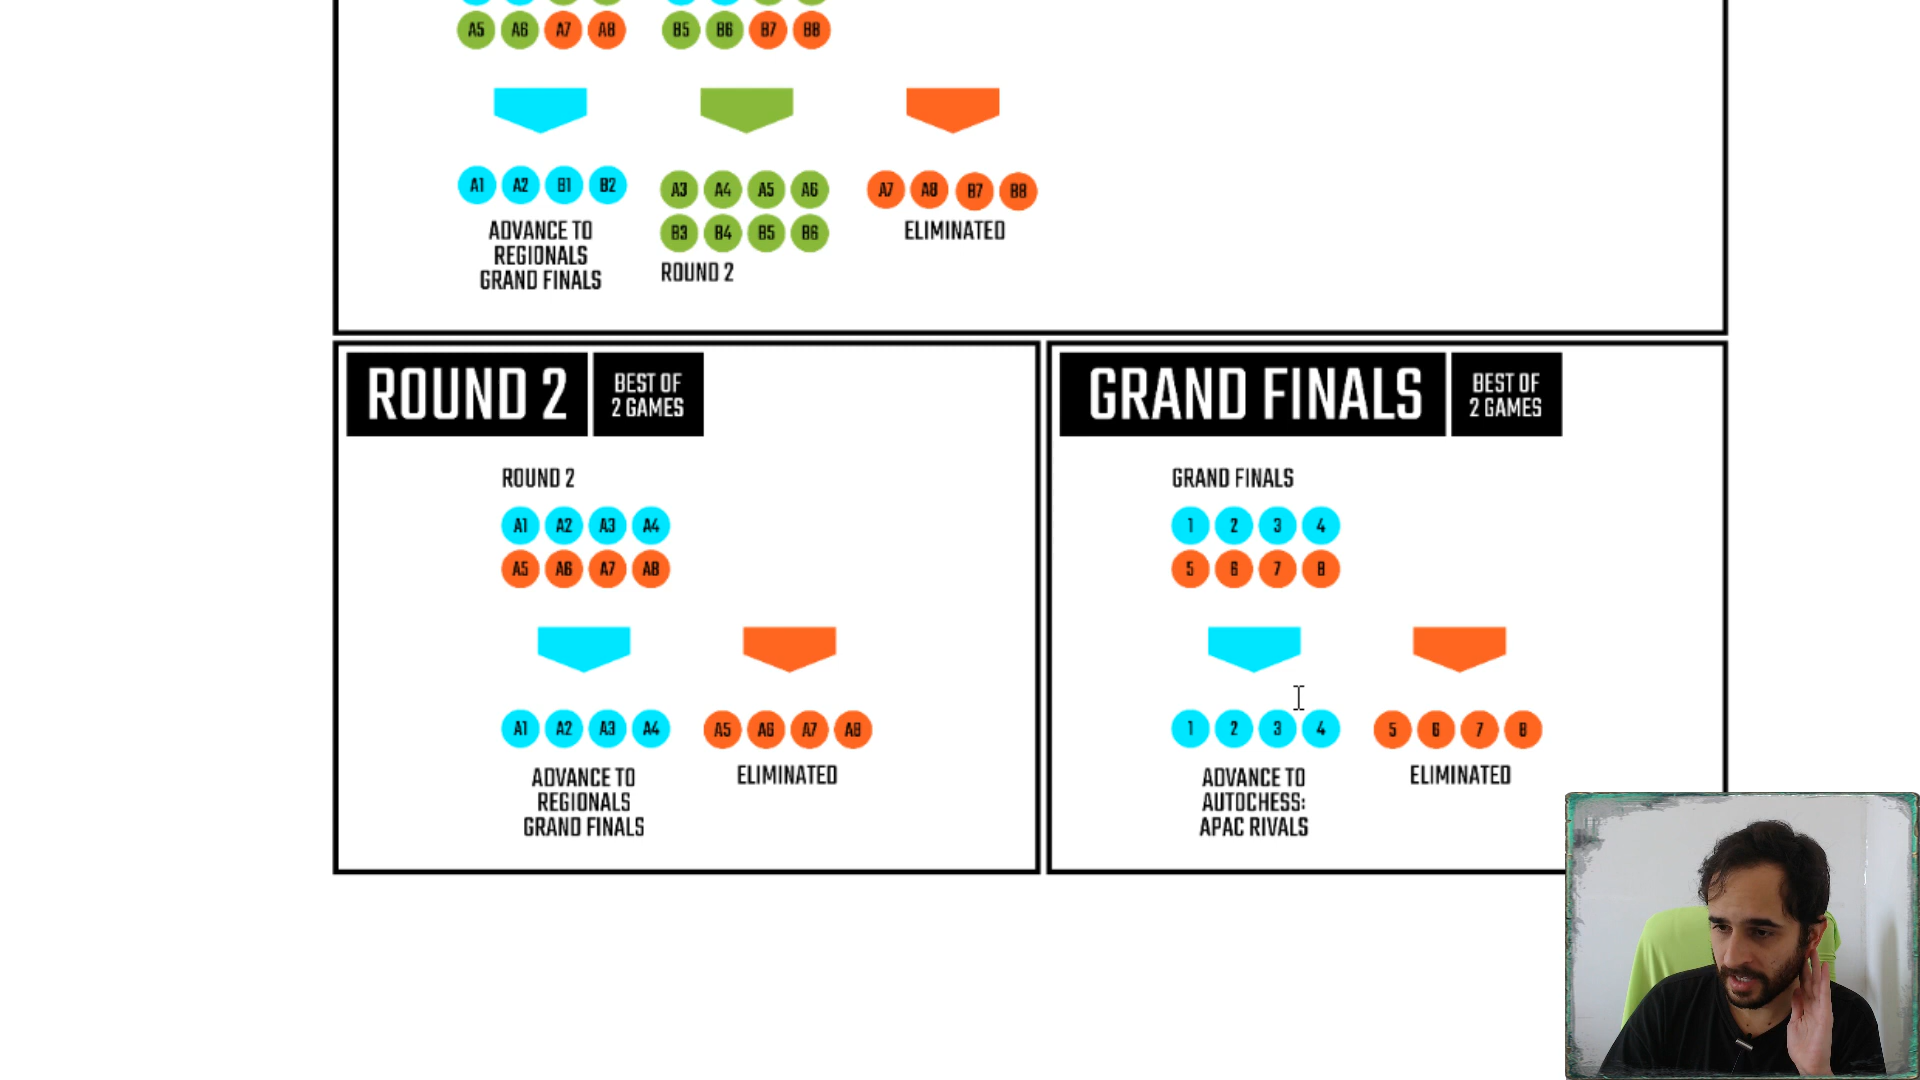 A5 A6 A7 A8 B5 B6 B7 B8
A1 A2 B1 B2
ADVANCE TO
REGIONALS
GRAND FINALS
A3 A4 A5 A6
B3 B4 B5 B6
ROUND 2
A7 A8 B7 B8
ELIMINATED
ROUND 2
BEST OF
2 GAMES
ROUND 2
A1 A2 A3 A4
A5 A6 A7 A8
A1 A2 A3 A4
ADVANCE TO
REGIONALS
GRAND FINALS
A5 A6 A7 A8
ELIMINATED
GRAND FINALS
BEST OF
2 GAMES
GRAND FINALS
1 2 3 4
5 6 7 8
1 2 3 4
ADVANCE TO
AUTOCHESS:
APAC RIVALS
5 6 7 8
ELIMINATED